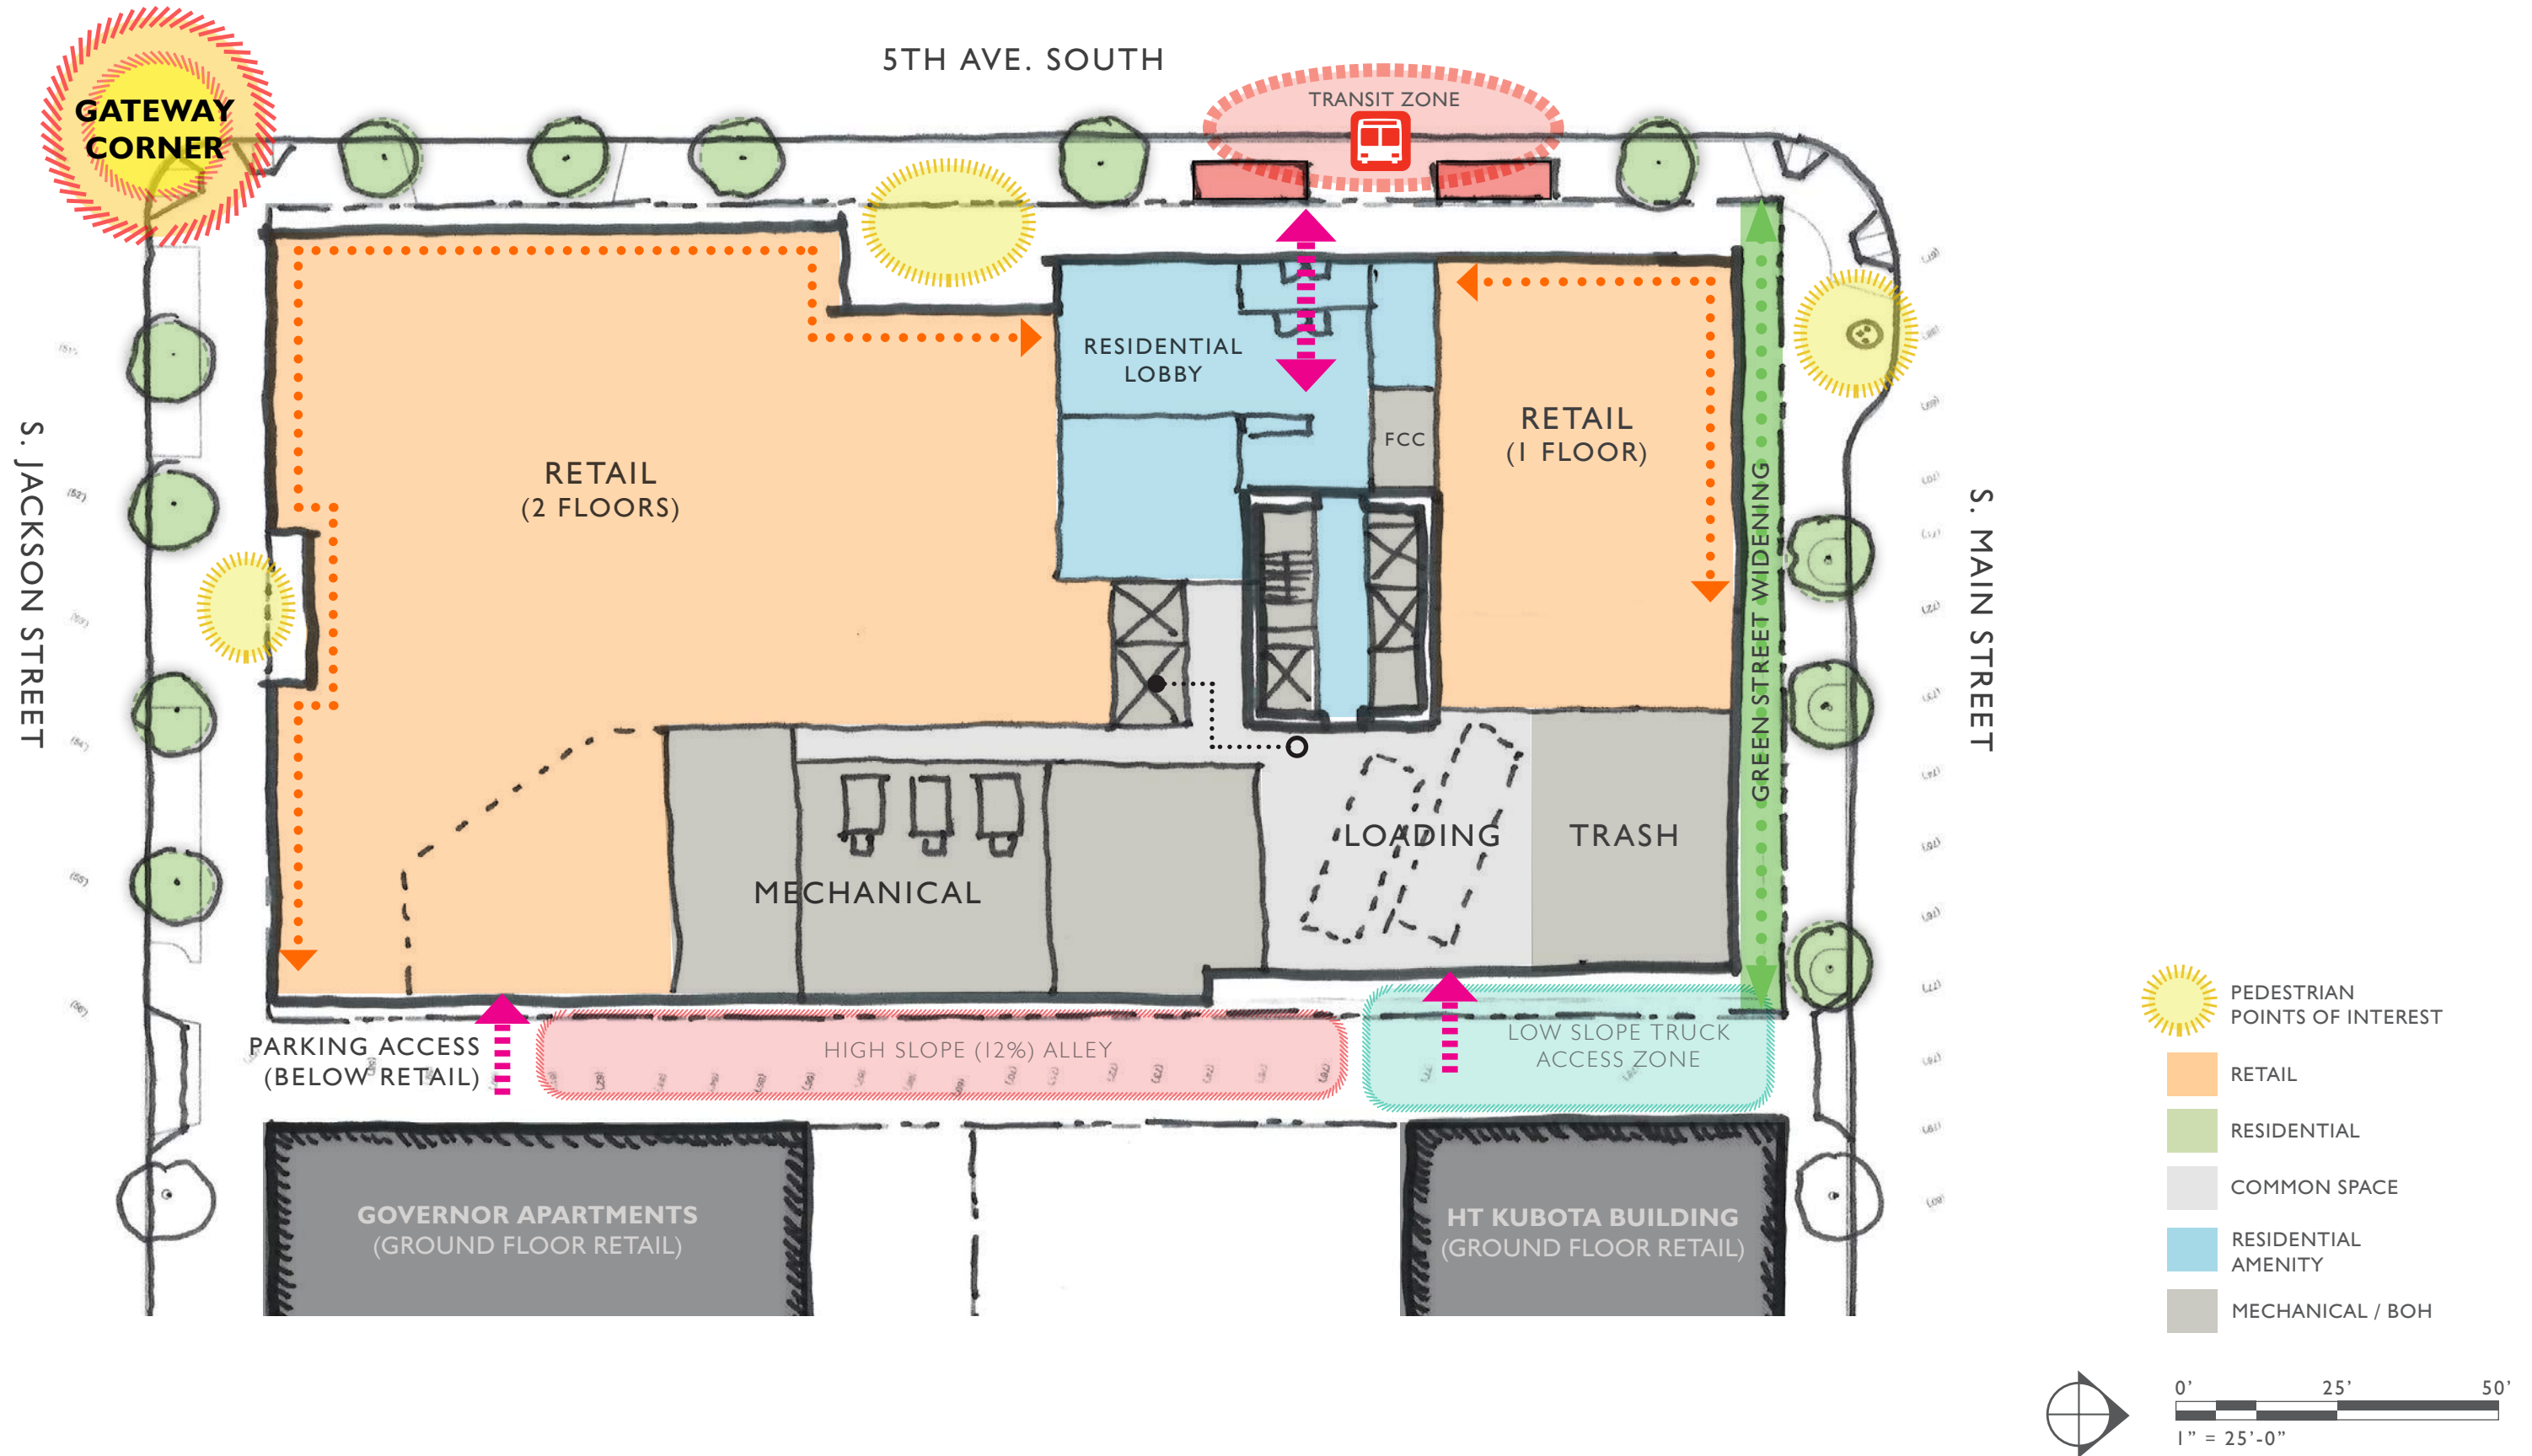 5TH AVE. SOUTH
GATEWAY
CORNER
TRANSIT ZONE
RESIDENTIAL
LOBBY
FCC
RETAIL
(1 FLOOR)
RETAIL
(2 FLOORS)
S. JACKSON STREET
GREEN STREET WIDENING
S. MAIN STREET
LOADING
TRASH
MECHANICAL
PARKING ACCESS
(BELOW RETAIL)
HIGH SLOPE (12%) ALLEY
LOW SLOPE TRUCK
ACCESS ZONE
GOVERNOR APARTMENTS
(GROUND FLOOR RETAIL)
HT KUBOTA BUILDING
(GROUND FLOOR RETAIL)
PEDESTRIAN
POINTS OF INTEREST
RETAIL
RESIDENTIAL
COMMON SPACE
RESIDENTIAL
AMENITY
MECHANICAL / BOH
0' 25' 50'
1" = 25'-0"